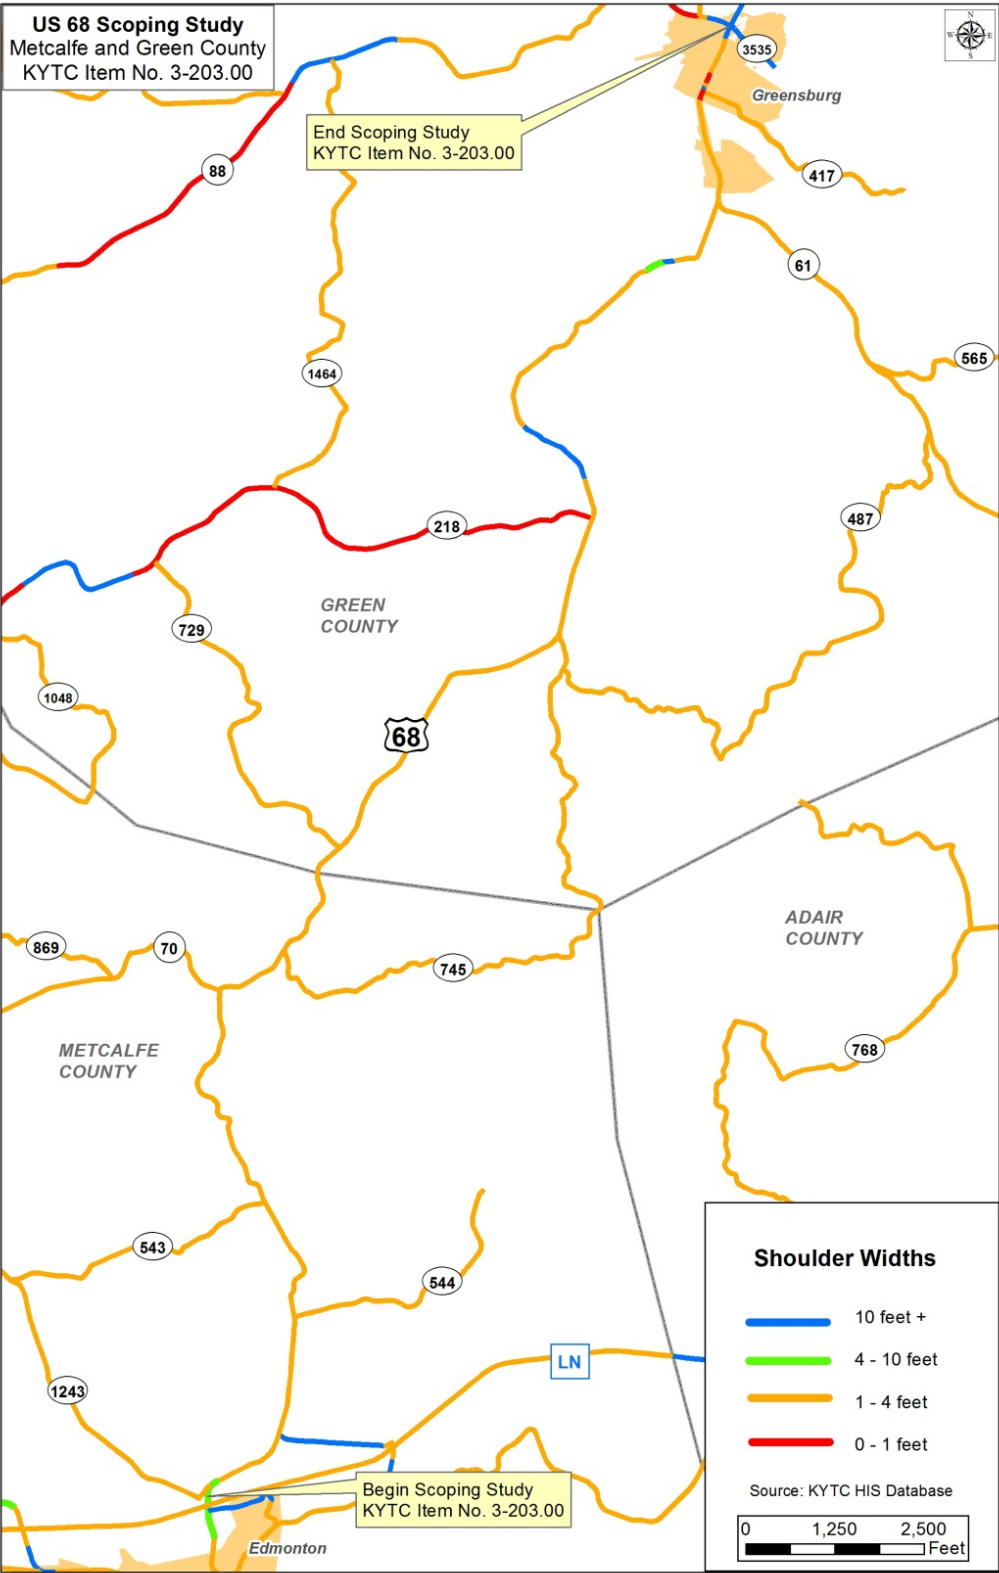 US 68 Scoping Study
Metcalfe and Green County
KYTC Item No. 3-203.00
N
W
E
S
3535
Greensburg
End Scoping Study
KYTC Item No. 3-203.00
88
417
61
565
1464
487
218
GREEN
COUNTY
729
1048
68
869
70
745
ADAIR
COUNTY
METCALFE
COUNTY
768
543
544
LN
1243
Begin Scoping Study
KYTC Item No. 3-203.00
Edmonton
Shoulder Widths
10 feet +
4 - 10 feet
1 - 4 feet
0 - 1 feet
Source: KYTC HIS Database
0 1,250 2,500
Feet